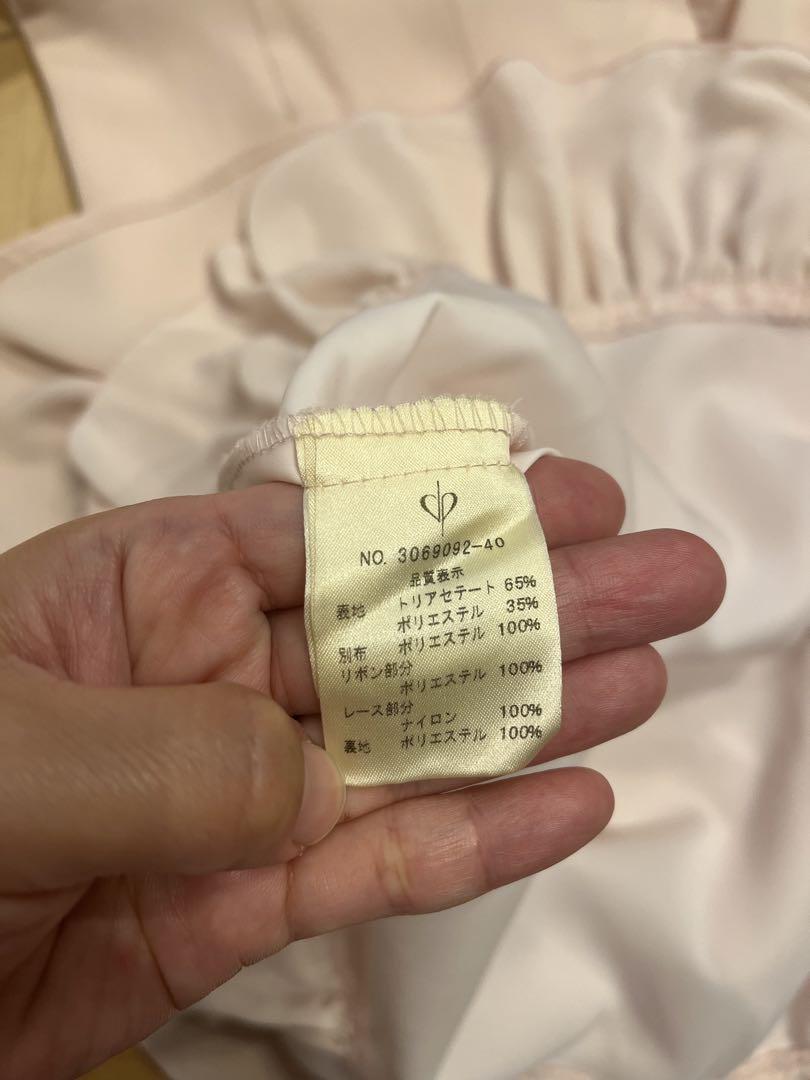 NO. 3069092-40
品質表示
表地 トリアセテート 65%
ポリエステル 35%
別布 ポリエステル 100%
リボン部分
ポリエステル 100%
レース部分
ナイロン 100%
裏地 ポリエステル 100%